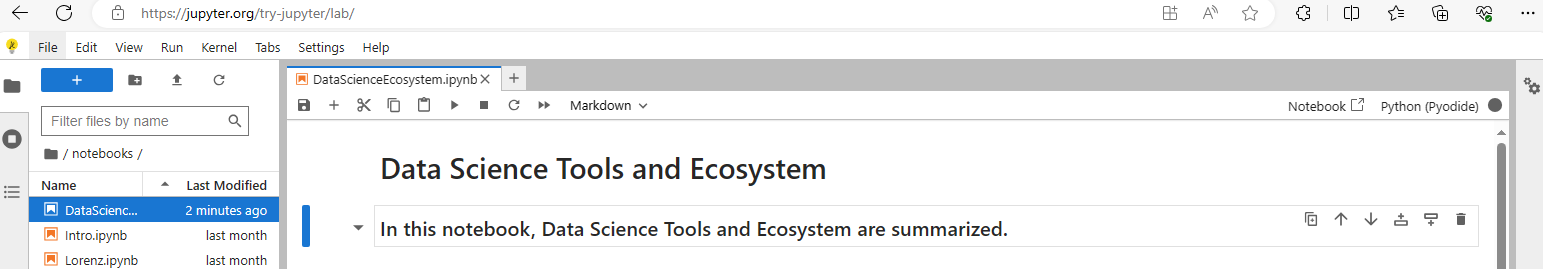 https://jupyter.org/try-jupyter/lab/
File Edit View Run Kernel Tabs Settings Help
DataScienceEcosystem.ipynb
Markdown
Notebook Python (Pyodide)
Filter files by name
/ notebooks /
Name Last Modified
DataScienc... 2 minutes ago
Intro.ipynb last month
Lorenz.ipynb last month
Data Science Tools and Ecosystem
In this notebook, Data Science Tools and Ecosystem are summarized.